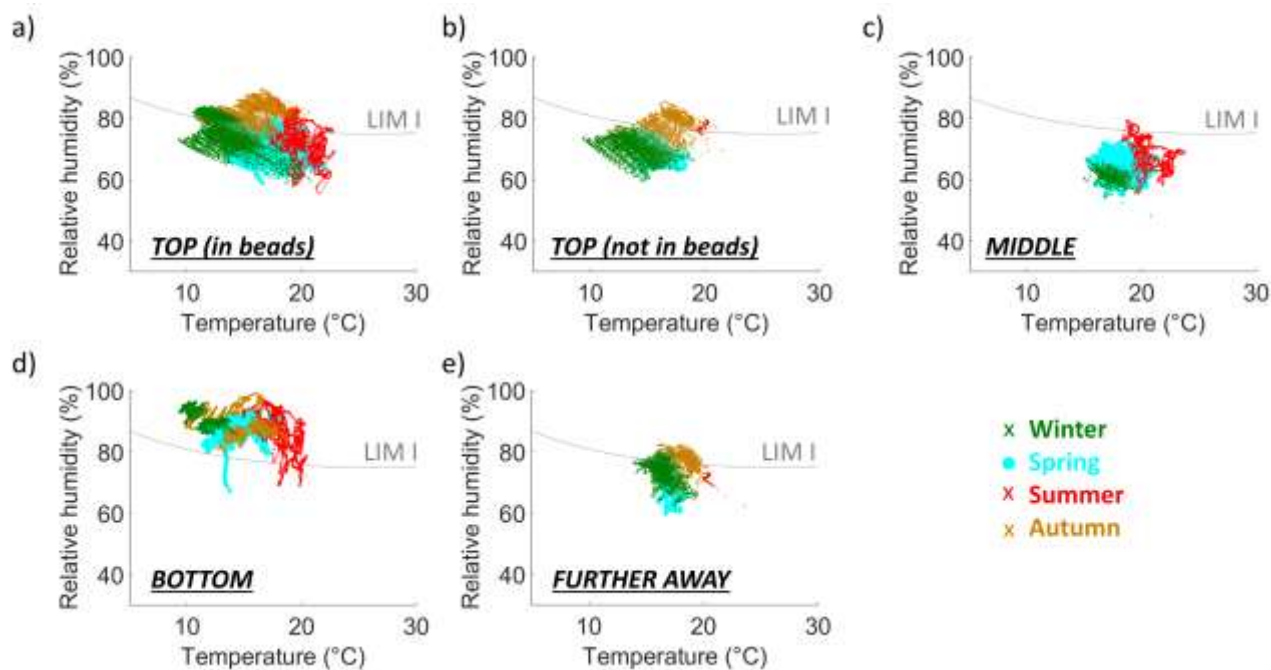 a)
100
80
60
40
Relative humidity (%)
LIM I
TOP (in beads)
10 20 30
Temperature (°C)
b)
100
80
60
40
Relative humidity (%)
LIM I
TOP (not in beads)
10 20 30
Temperature (°C)
c)
100
80
60
40
Relative humidity (%)
LIM I
MIDDLE
10 20 30
Temperature (°C)
d)
100
80
60
40
Relative humidity (%)
LIM I
BOTTOM
10 20 30
Temperature (°C)
e)
100
80
60
40
Relative humidity (%)
LIM I
FURTHER AWAY
10 20 30
Temperature (°C)
x Winter
Spring
x Summer
x Autumn